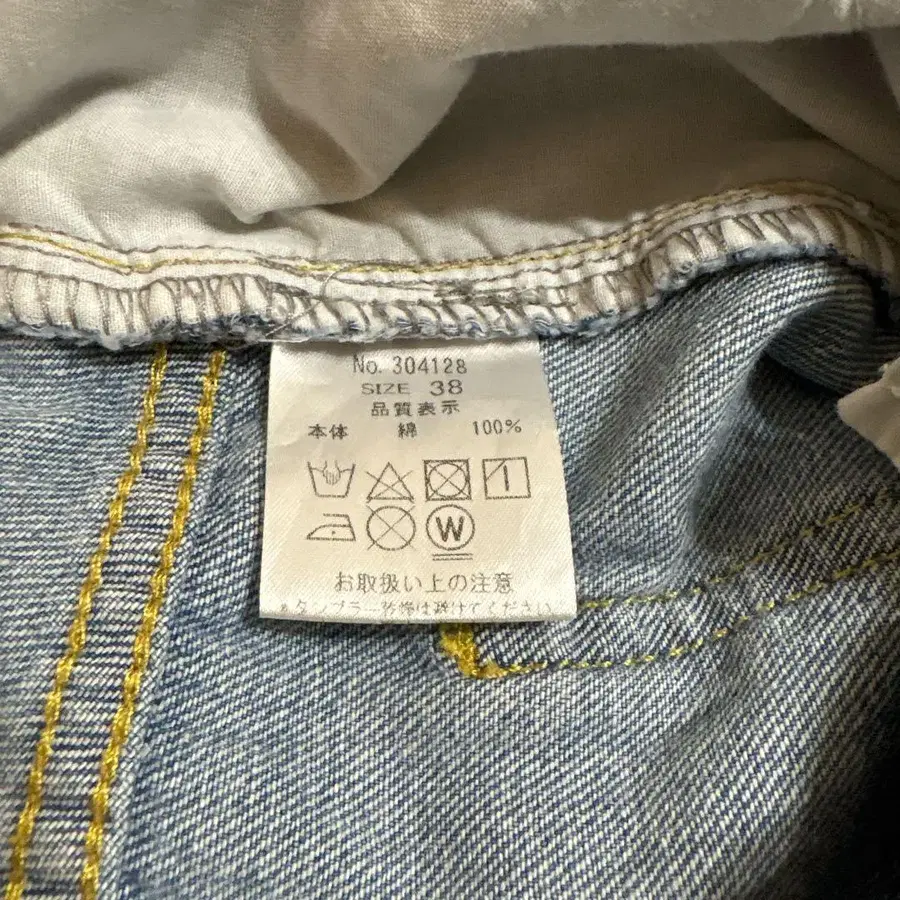 No. 304128
SIZE 38
品質表示
本体 綿 100%
W
お取扱い上の注意
※タンブラー乾燥は避けてください